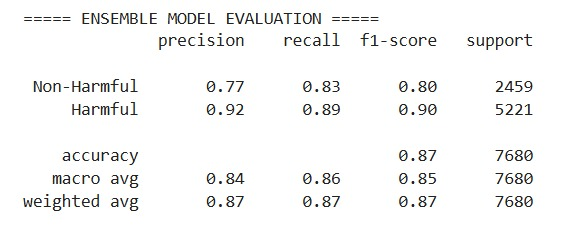 ===== ENSEMBLE MODEL EVALUATION =====
precision recall f1-score support
Non-Harmful 0.77 0.83 0.80 2459
Harmful 0.92 0.89 0.90 5221
accuracy 0.87 7680
macro avg 0.84 0.86 0.85 7680
weighted avg 0.87 0.87 0.87 7680